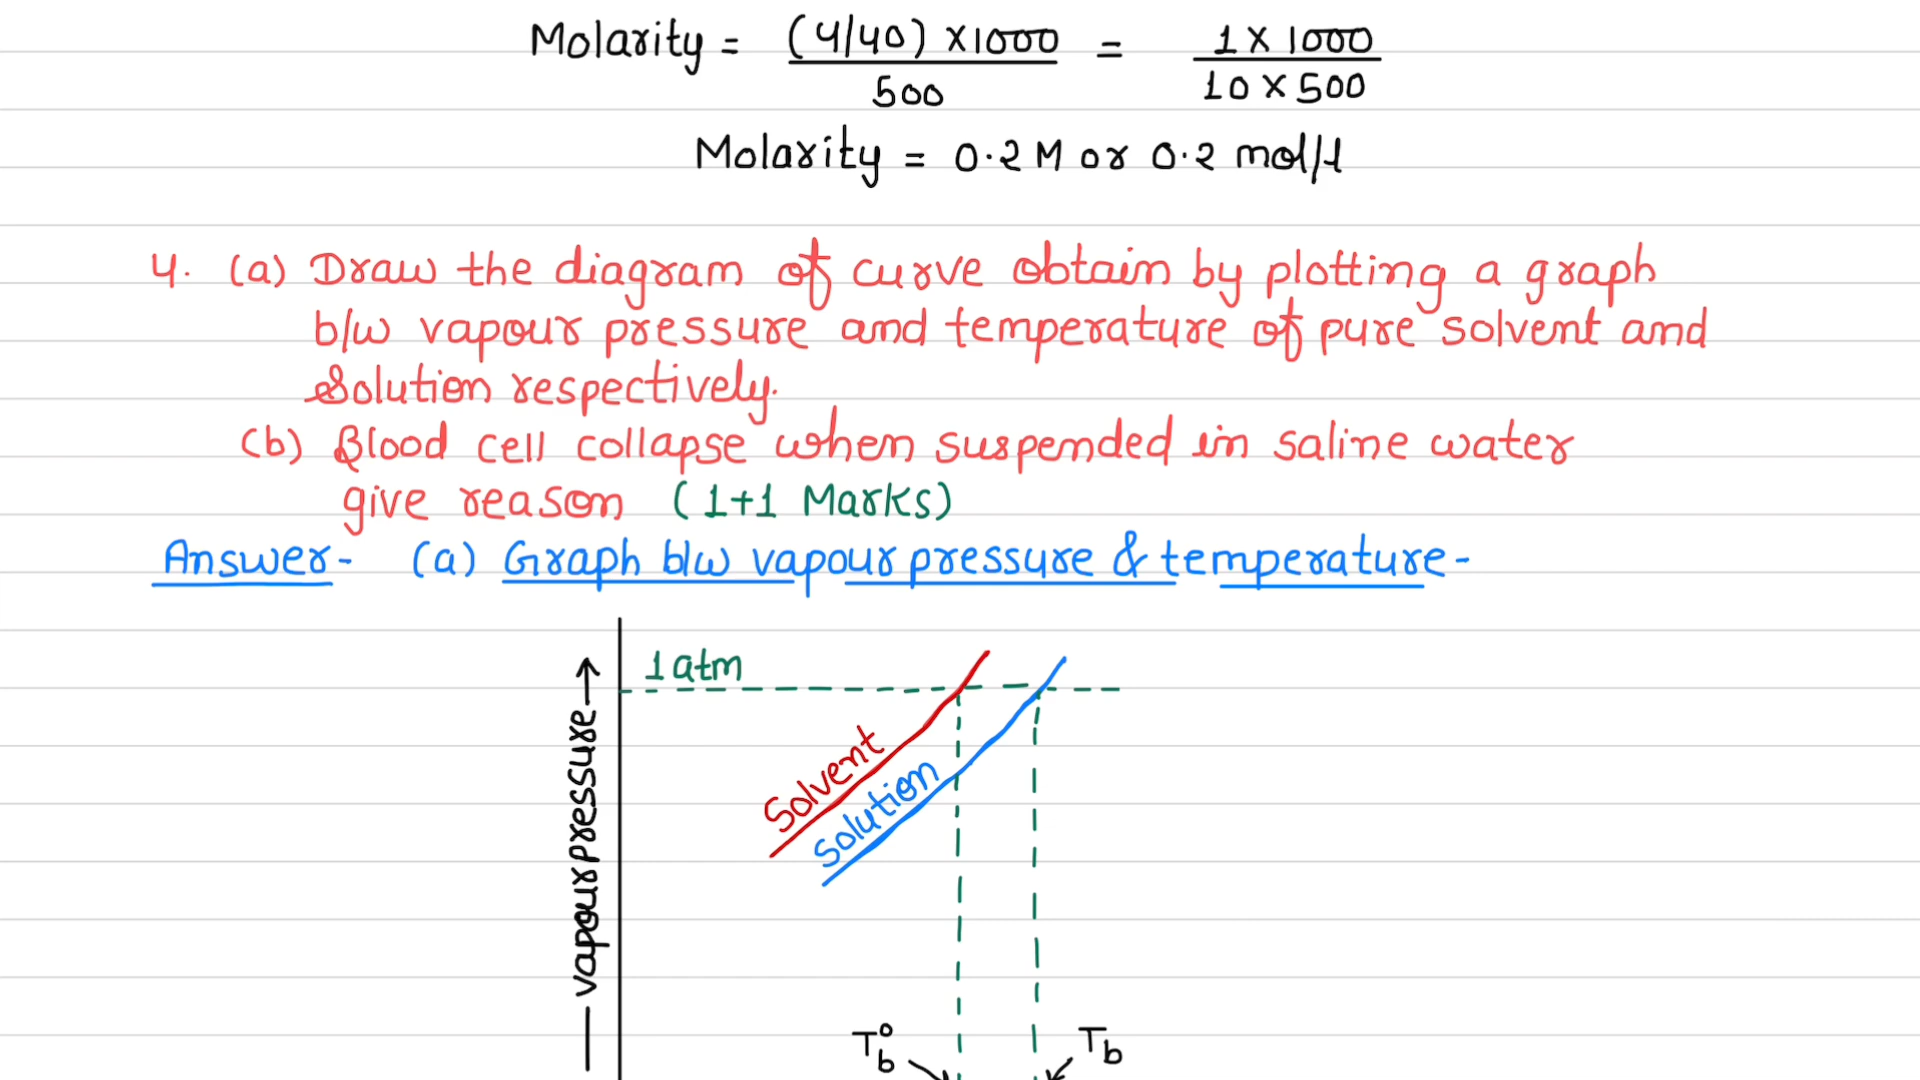 Molarity = (4/40) x1000 / 500 = 1 x 1000 / 10 x 500
Molarity = 0.2 M or 0.2 mol/l
4. (a) Draw the diagram of curve obtain by plotting a graph
b/w vapour pressure and temperature of pure solvent and
solution respectively.
(b) Blood cell collapse when suspended in saline water
give reason (1+1 Marks)
Answer- (a) Graph b/w vapour pressure & temperature-
1 atm
Solvent
Solution
vapour pressure
T°b
Tb